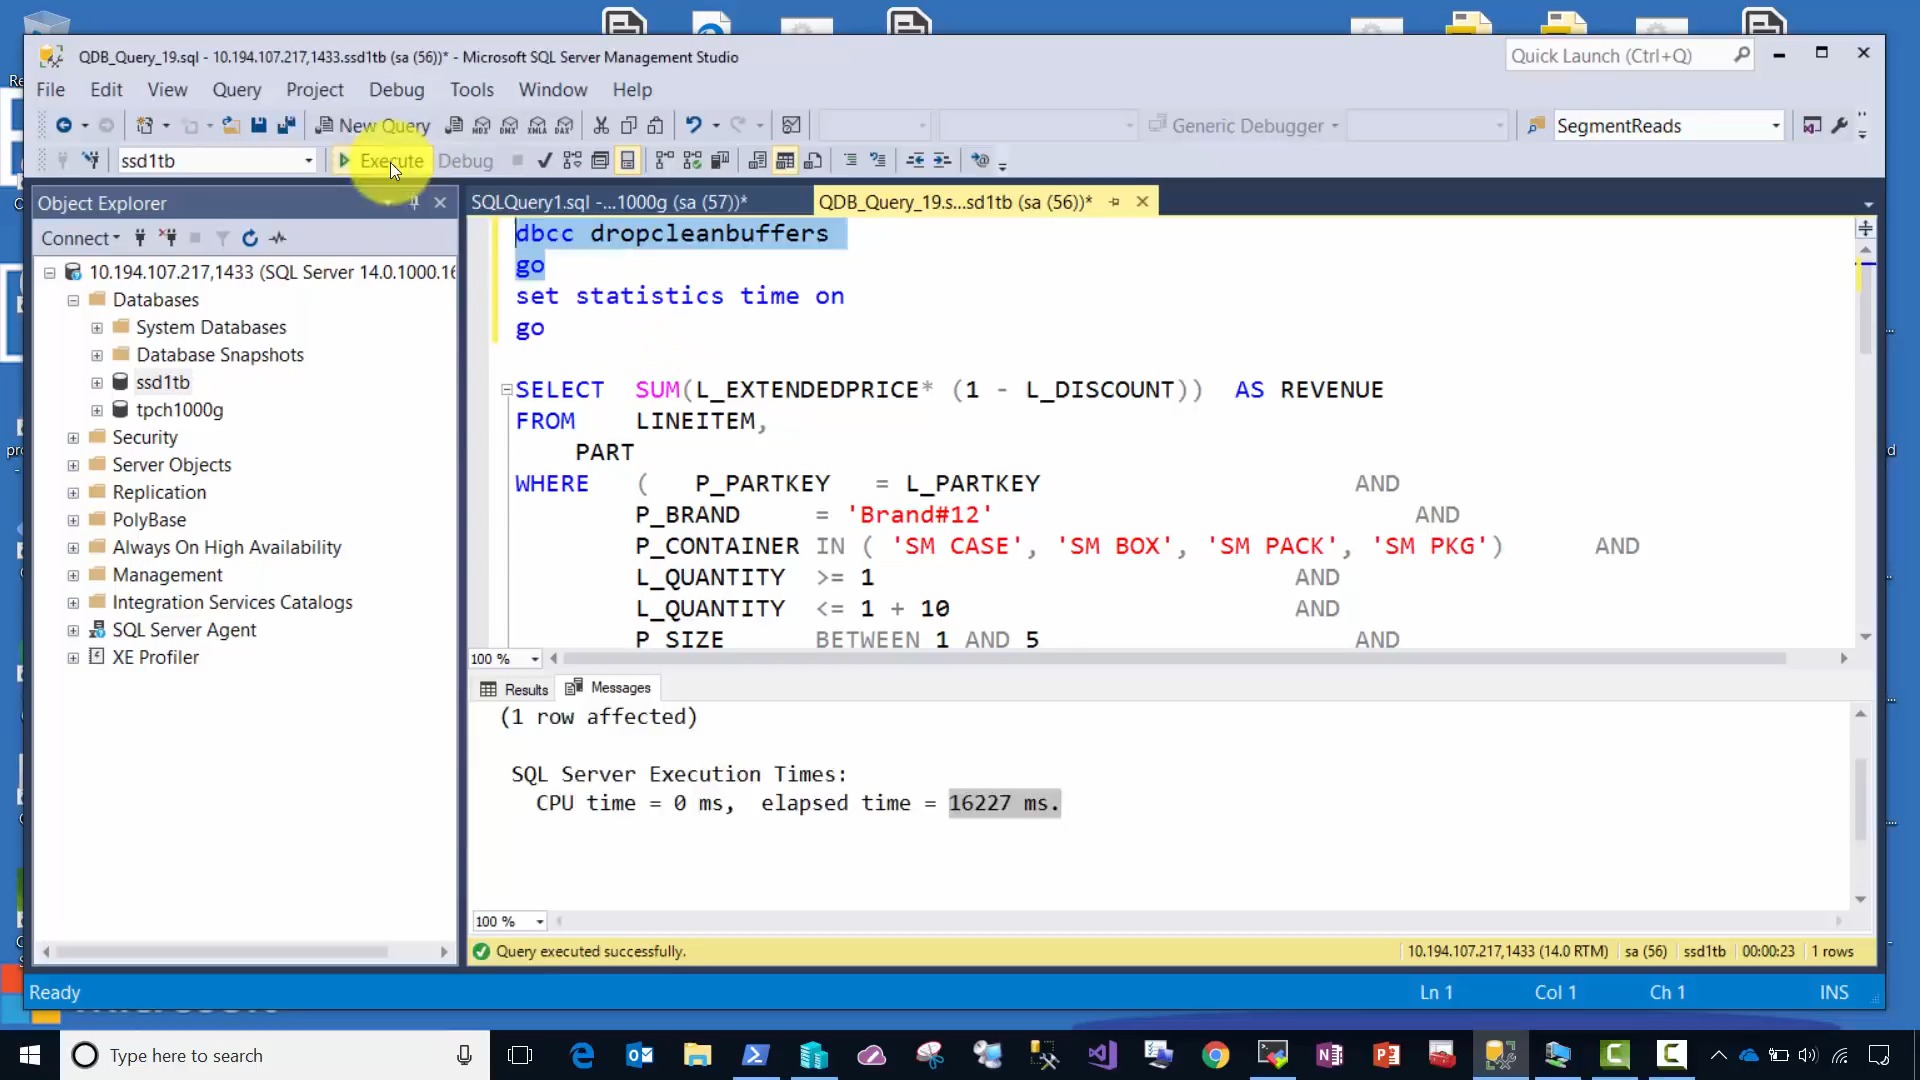 QDB_Query_19.sql - 10.194.107.217,1433.ssd1tb (sa (56))* - Microsoft SQL Server Management Studio
Quick Launch (Ctrl+Q)
File Edit View Query Project Debug Tools Window Help
New Query
MDX DMX XMLA DAX
Generic Debugger
SegmentReads
ssd1tb
Execute
Debug
Object Explorer
SQLQuery1.sql -...1000g (sa (57))*
QDB_Query_19.s...sd1tb (sa (56))*
Connect
10.194.107.217,1433 (SQL Server 14.0.1000.16
Databases
System Databases
Database Snapshots
ssd1tb
tpch1000g
Security
Server Objects
Replication
PolyBase
Always On High Availability
Management
Integration Services Catalogs
SQL Server Agent
XE Profiler
dbcc dropcleanbuffers
go
set statistics time on
go
SELECT SUM(L_EXTENDEDPRICE* (1 - L_DISCOUNT)) AS REVENUE
FROM LINEITEM,
PART
WHERE ( P_PARTKEY = L_PARTKEY AND
P_BRAND = 'Brand#12' AND
P_CONTAINER IN ( 'SM CASE', 'SM BOX', 'SM PACK', 'SM PKG') AND
L_QUANTITY >= 1 AND
L_QUANTITY <= 1 + 10 AND
P_SIZE BETWEEN 1 AND 5 AND
100 %
Results
Messages
(1 row affected)
SQL Server Execution Times:
CPU time = 0 ms, elapsed time = 16227 ms.
100 %
Query executed successfully.
10.194.107.217,1433 (14.0 RTM)
sa (56)
ssd1tb
00:00:23
1 rows
Ready
Ln 1
Col 1
Ch 1
INS
Type here to search